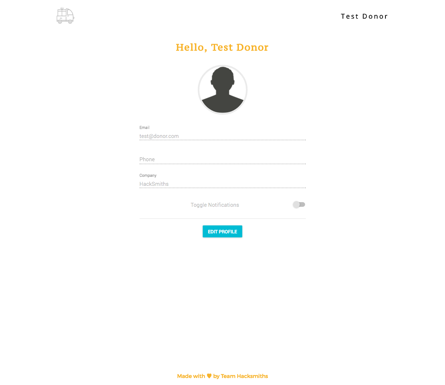 Test Donor
Hello, Test Donor
Email
test@donor.com
Phone
Company
HackSmiths
Toggle Notifications
EDIT PROFILE
Made with by Team Hacksmiths